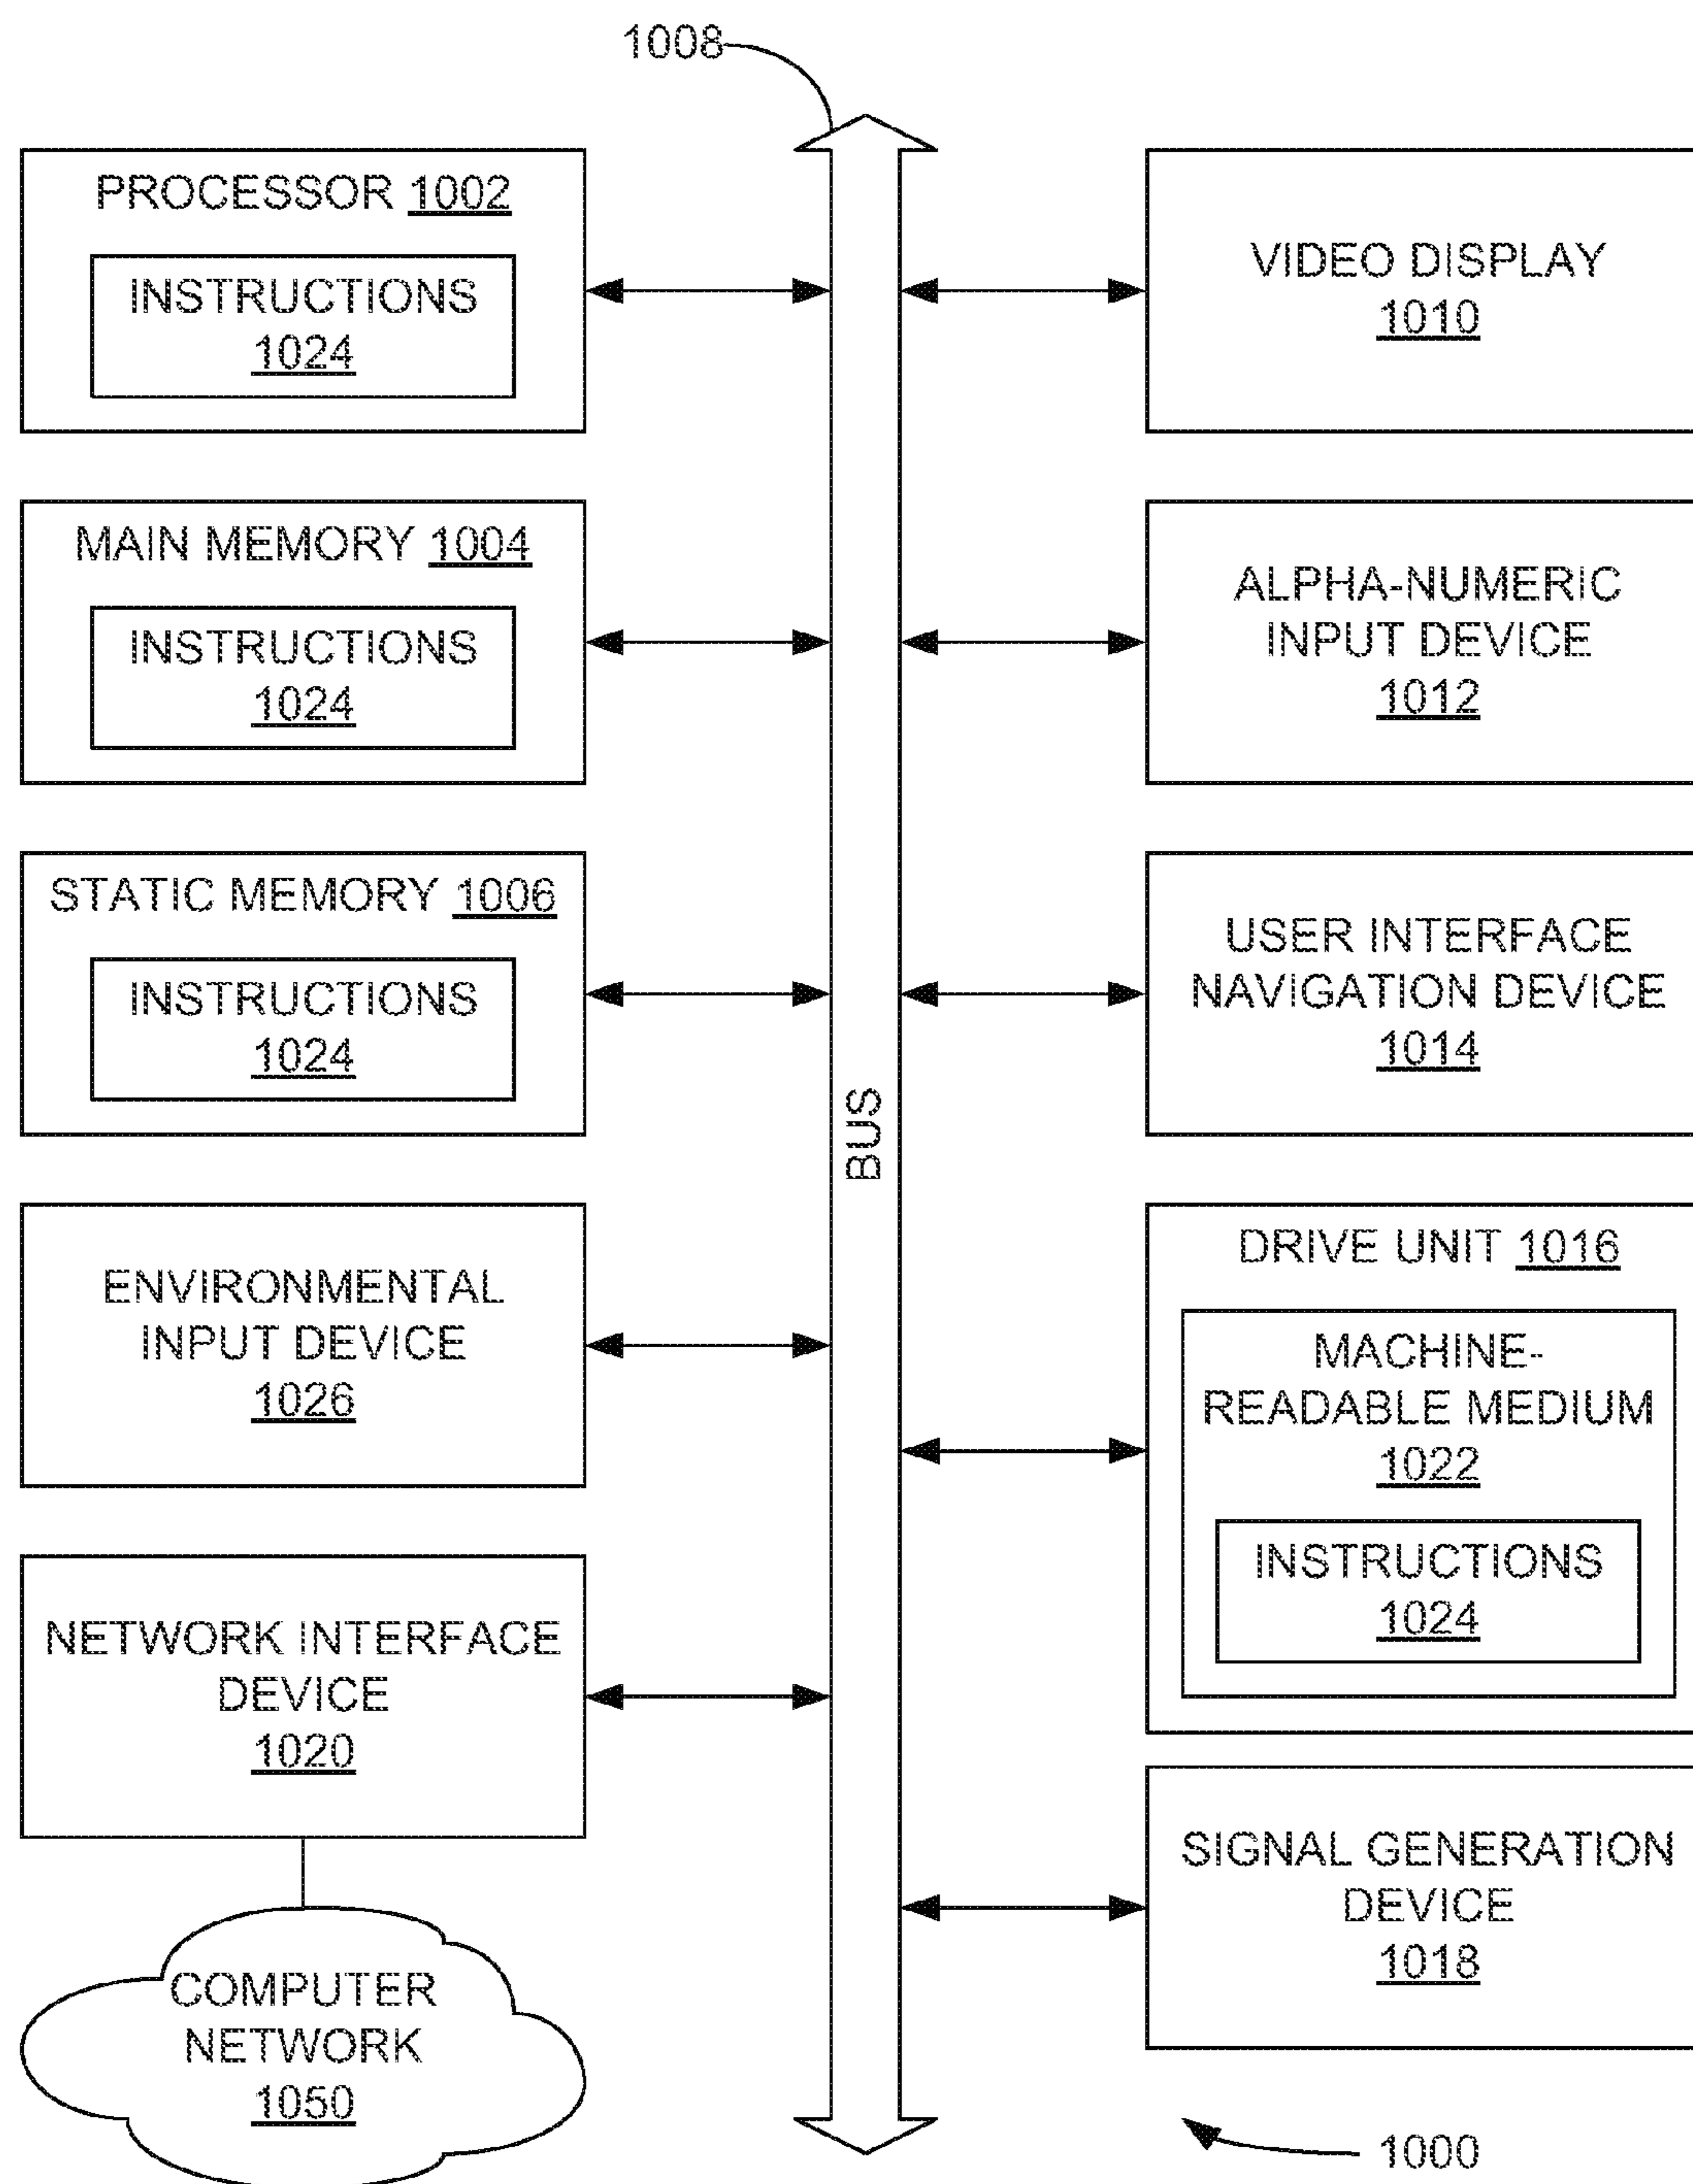 1008
PROCESSOR 1002
INSTRUCTIONS
1024
MAIN MEMORY 1004
INSTRUCTIONS
1024
STATIC MEMORY 1006
INSTRUCTIONS
1024
ENVIRONMENTAL
INPUT DEVICE
1026
NETWORK INTERFACE
DEVICE
1020
COMPUTER
NETWORK
1050
BUS
VIDEO DISPLAY
1010
ALPHA-NUMERIC
INPUT DEVICE
1012
USER INTERFACE
NAVIGATION DEVICE
1014
DRIVE UNIT 1016
MACHINE-
READABLE MEDIUM
1022
INSTRUCTIONS
1024
SIGNAL GENERATION
DEVICE
1018
1000